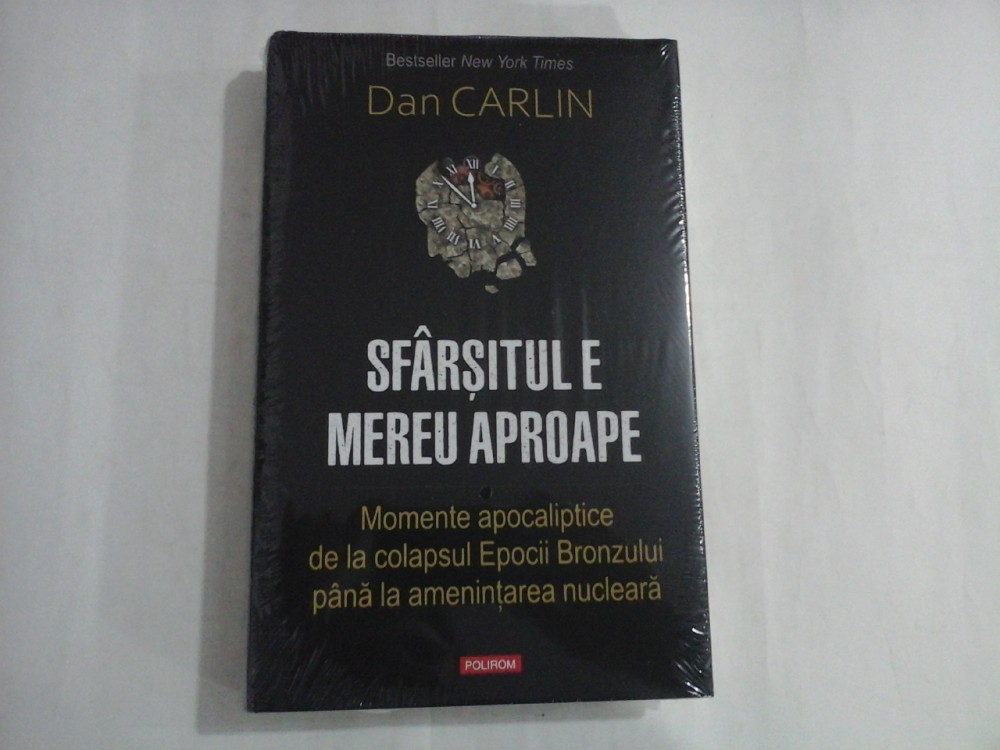 Bestseller New York Times
Dan CARLIN
SFÂRȘITUL E
MEREU APROAPE
Momente apocaliptice
de la colapsul Epocii Bronzului
până la amenințarea nucleară
POLIROM